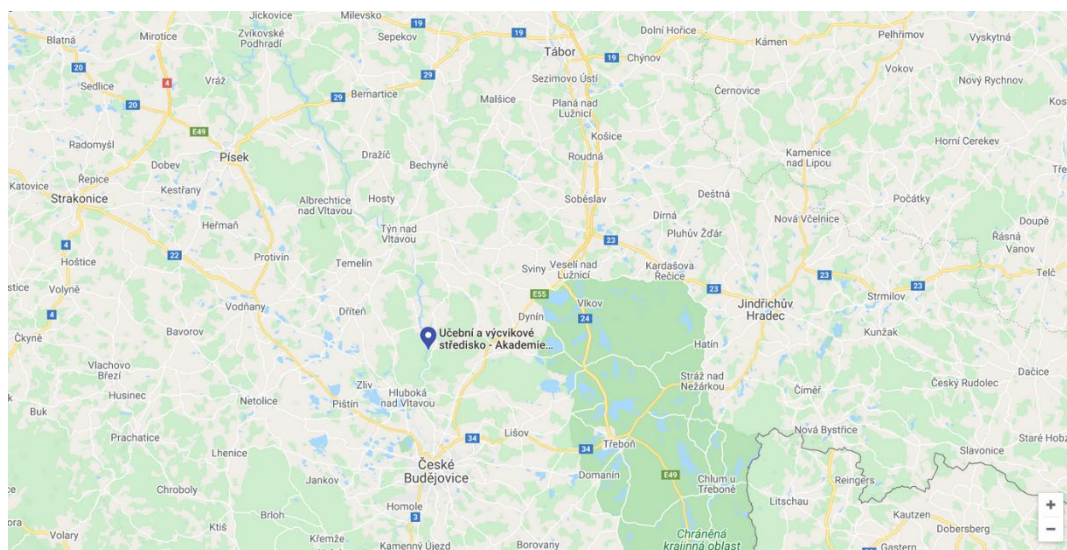 Jickovice
Milevsko
Blatná
Mirotice
Zvíkovské
Podhradí
Sepekov
19
Dolní Hořice
Kámen
Pelhřimov
Vyskytná
20
29
Tábor
19
Chýnov
19
Vokov
Nový Rychnov
Sedlice
4
Vráž
29
Bernartice
Malšice
Sezimovo Ústí
Planá nad
Lužnicí
Černovice
20
Radomyšl
E49
Písek
Košice
Horní Cerekev
Katovice
Řepice
Dobev
Kestřany
Dražíč
Bechyně
Roudná
Kamenice
nad Lipou
Strakonice
Albrechtice
nad Vltavou
Hosty
Soběslav
Deštná
Počátky
4
Heřmaň
Týn nad
Vltavou
Dirná
Nová Včelnice
Doupě
Hoštice
22
Protivín
Temelín
23
Pluhův Žďár
Řásná
Vanov
Volyně
Sviny
Veselí nad
Lužnicí
Kardašova
Řečice
23
23
Telč
4
Vodňany
E55
Vlkov
23
Jindřichův
Hradec
Strmilov
Čkyně
Bavorov
Dříteň
Dynín
24
Kunžak
Učební a výcvikové
středisko - Akademie...
Hatín
Vlachovo
Březí
Zliv
Hluboká
nad Vltavou
Stráž nad
Nežárkou
Číměř
Český Rudolec
Dačice
Buk
Husinec
Netolice
Pištín
Prachatice
34
Lišov
Třeboň
Nová Bystřice
Staré Hobz
Lhenice
České
Budějovice
34
Domanín
E49
Slavonice
Chroboly
Jankov
Chlum u
Třeboně
Reingers
Homole
Litschau
+
Ktiš
Brloh
3
Kautzen
Volary
Křemže
Kamenný Újezd
Borovany
Chráněná
krajinná oblast
Dobersberg
−
Gastern